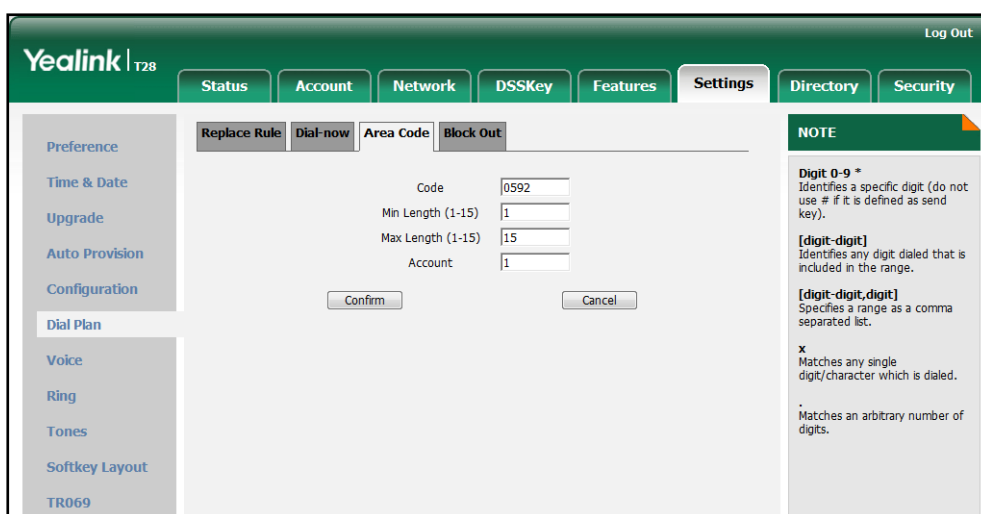 Log Out
Yealink T28
Status Account Network DSSKey Features Settings Directory Security
Preference
Time & Date
Upgrade
Auto Provision
Configuration
Dial Plan
Voice
Ring
Tones
Softkey Layout
TR069
Replace Rule Dial-now Area Code Block Out
Code 0592
Min Length (1-15) 1
Max Length (1-15) 15
Account 1
Confirm Cancel
NOTE
Digit 0-9 *
Identifies a specific digit (do not
use # if it is defined as send
key).
[digit-digit]
Identifies any digit dialed that is
included in the range.
[digit-digit,digit]
Specifies a range as a comma
separated list.
x
Matches any single
digit/character which is dialed.
.
Matches an arbitrary number of
digits.